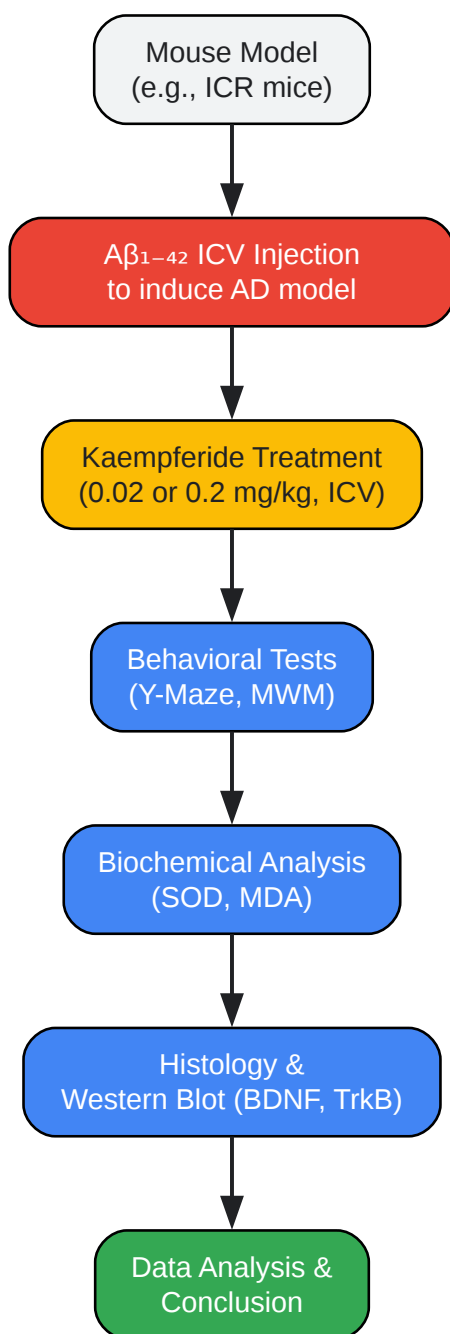 Mouse Model
(e.g., ICR mice)
Aβ₁₋₄₂ ICV Injection
to induce AD model
Kaempferide Treatment
(0.02 or 0.2 mg/kg, ICV)
Behavioral Tests
(Y-Maze, MWM)
Biochemical Analysis
(SOD, MDA)
Histology &
Western Blot (BDNF, TrkB)
Data Analysis &
Conclusion